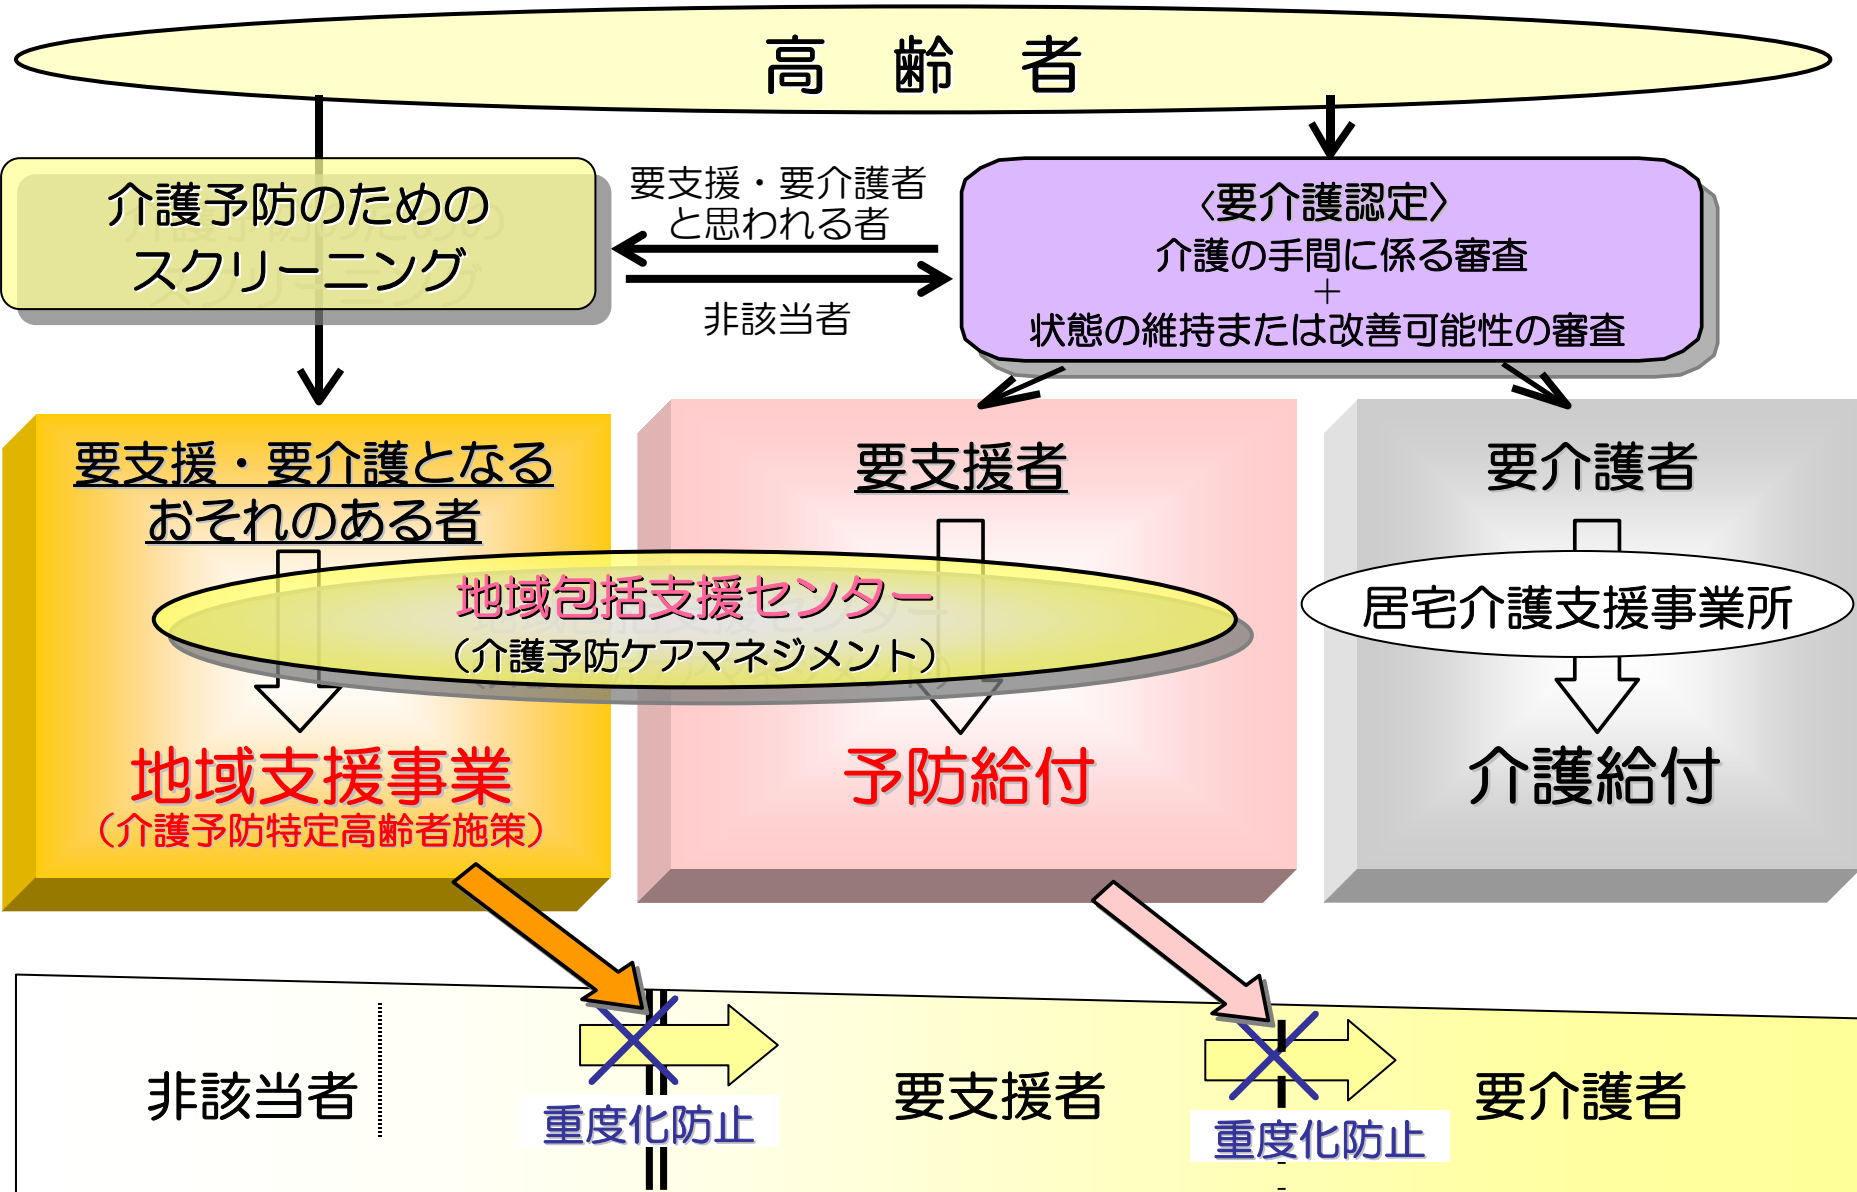 高　齢　者
介護予防のための
スクリーニング
要支援・要介護者
と思われる者
非該当者
〈要介護認定〉
介護の手間に係る審査
＋
状態の維持または改善可能性の審査
要支援・要介護となる
おそれのある者
要支援者
要介護者
地域包括支援センター
（介護予防ケアマネジメント）
居宅介護支援事業所
地域支援事業
（介護予防特定高齢者施策）
予防給付
介護給付
非該当者
重度化防止
要支援者
重度化防止
要介護者